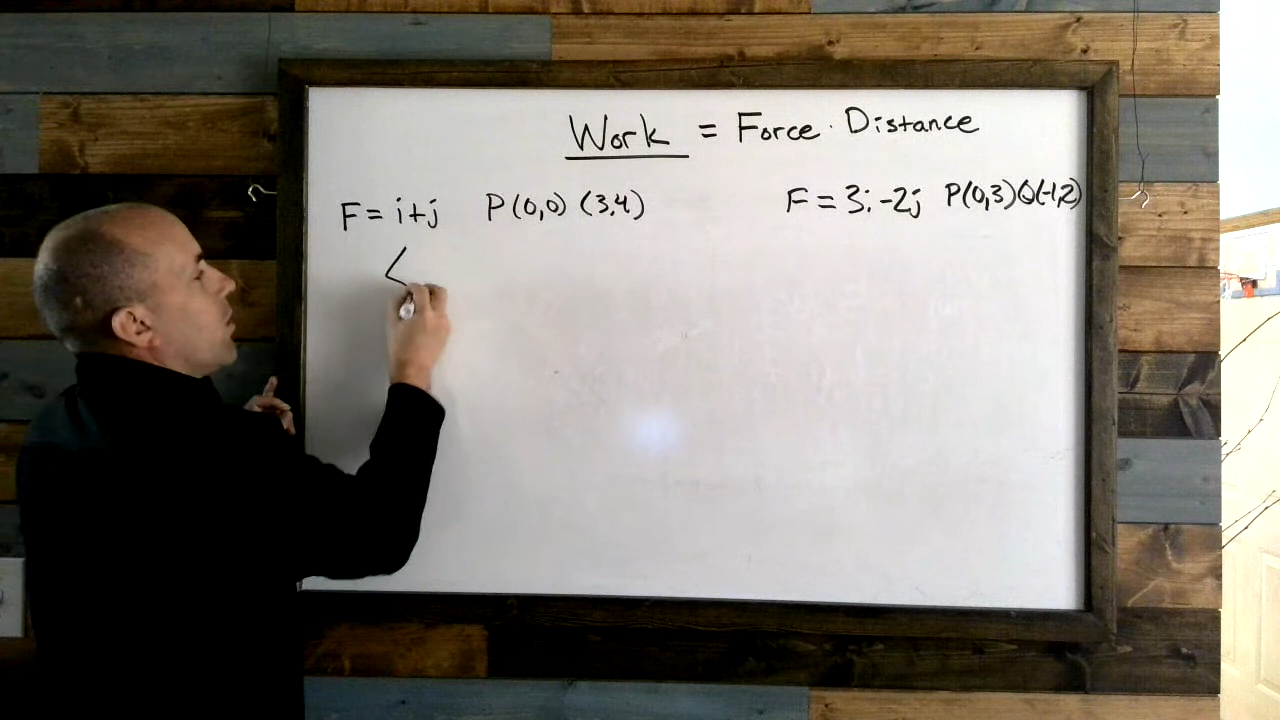 Work = Force · Distance
F = i+j P(0,0) (3,4)
F = 3i-2j P(0,3)Q(-1,2)
<